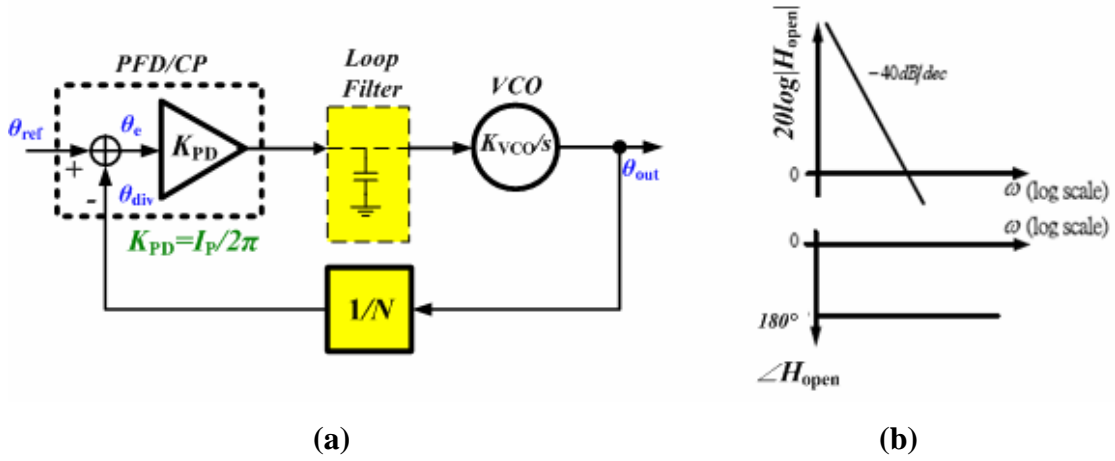 PFD/CP
Loop
Filter
VCO
θref
θe
KPD
KVCO/s
+
-
θdiv
θout
KPD=IP/2π
1/N
(a)
20log|Hopen|
−40dB/dec
0
ω (log scale)
ω (log scale)
0
180°
∠Hopen
(b)